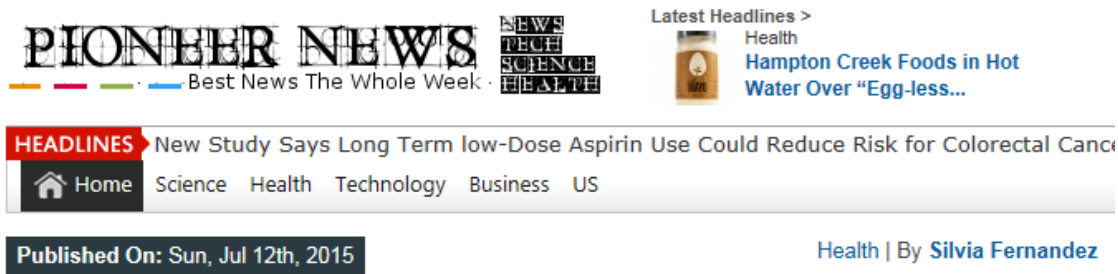 PIONEER NEWS
NEWS
TECH
SCIENCE
HEALTH
· Best News The Whole Week ·
Latest Headlines >
Health
Hampton Creek Foods in Hot
Water Over “Egg-less...
HEADLINES New Study Says Long Term low-Dose Aspirin Use Could Reduce Risk for Colorectal Cance
Home Science Health Technology Business US
Published On: Sun, Jul 12th, 2015
Health | By Silvia Fernandez